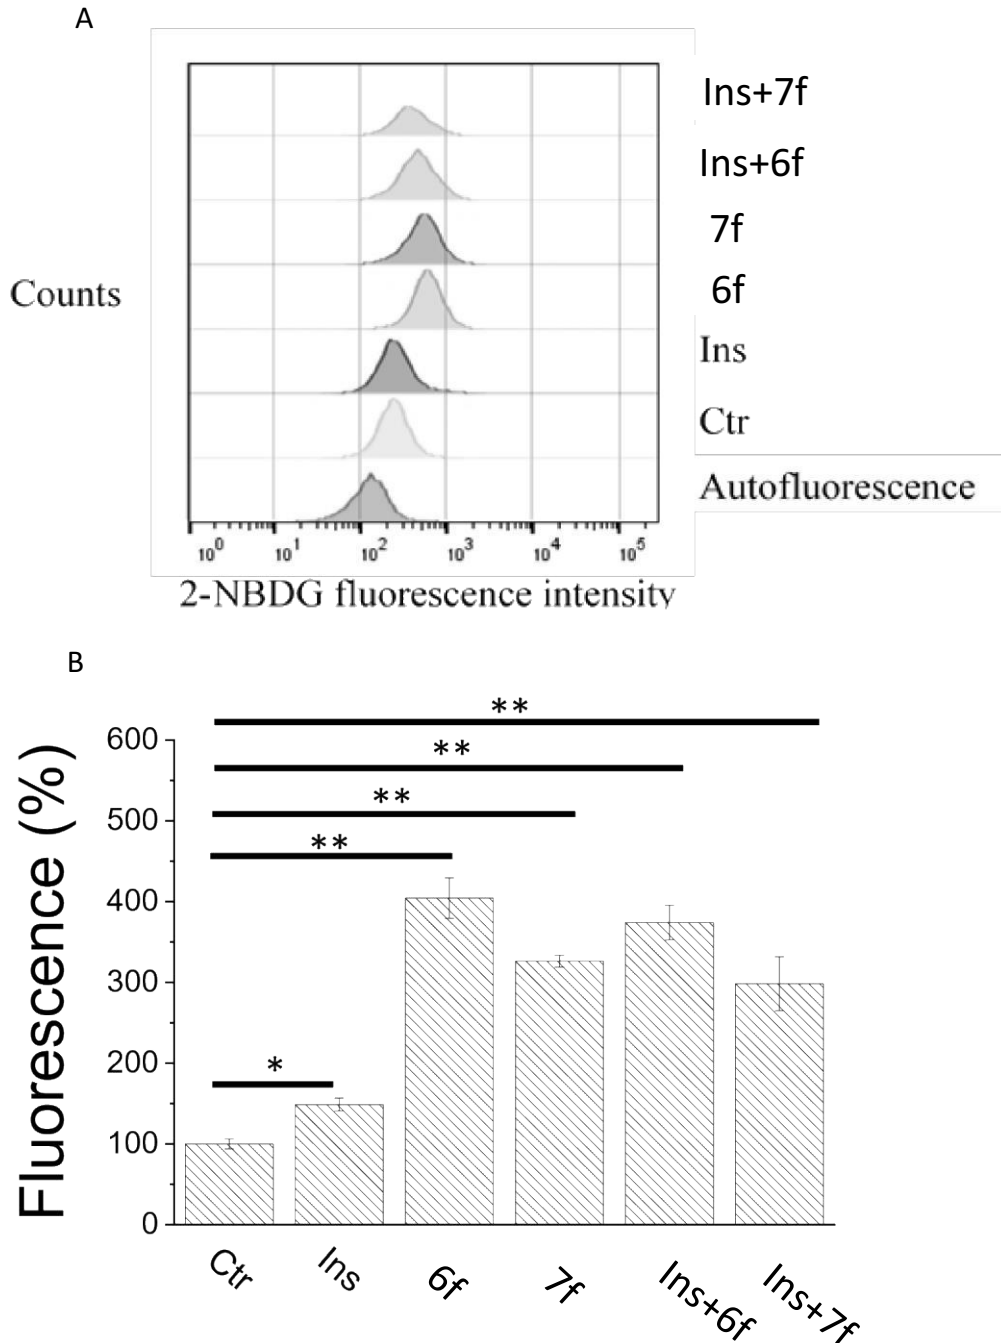 A
Ins+7f
Ins+6f
7f
6f
Counts
Ins
Ctr
Autofluorescence
10^0 10^1 10^2 10^3 10^4 10^5
2-NBDG fluorescence intensity
B
**
**
**
**
*
Fluorescence (%)
600
500
400
300
200
100
0
Ctr Ins 6f 7f Ins+6f Ins+7f